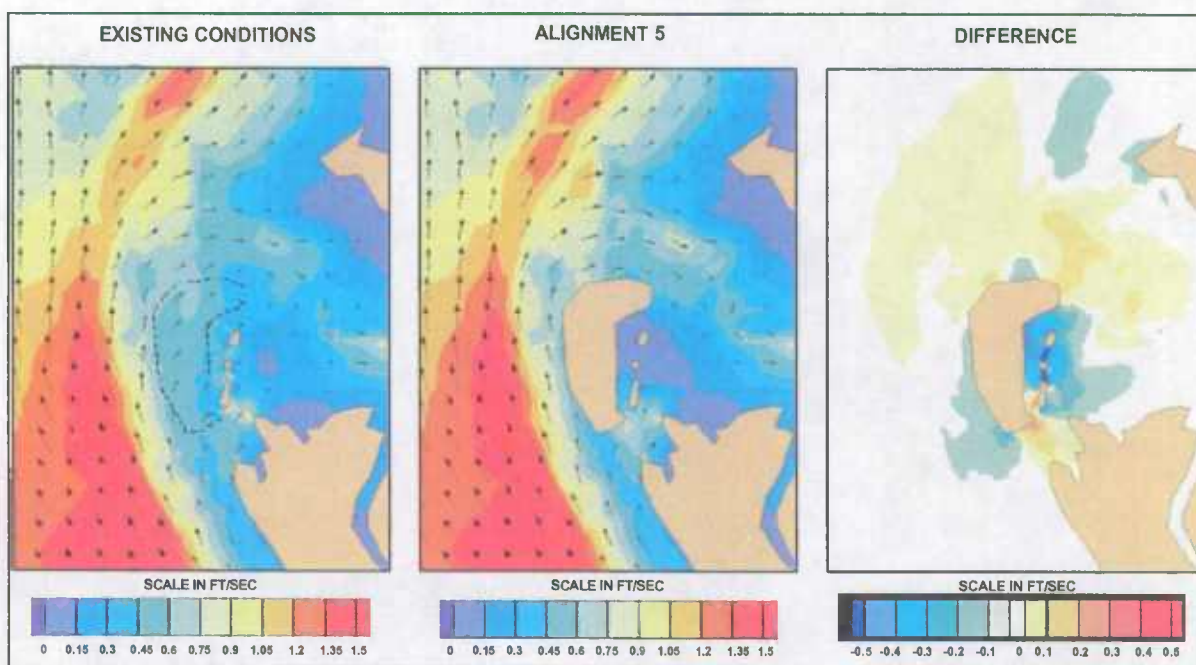 EXISTING CONDITIONS
ALIGNMENT 5
DIFFERENCE
SCALE IN FT/SEC
0 0.15 0.3 0.45 0.6 0.75 0.9 1.05 1.2 1.35 1.5
SCALE IN FT/SEC
0 0.15 0.3 0.45 0.6 0.75 0.9 1.05 1.2 1.35 1.5
SCALE IN FT/SEC
-0.5 -0.4 -0.3 -0.2 -0.1 0 0.1 0.2 0.3 0.4 0.5